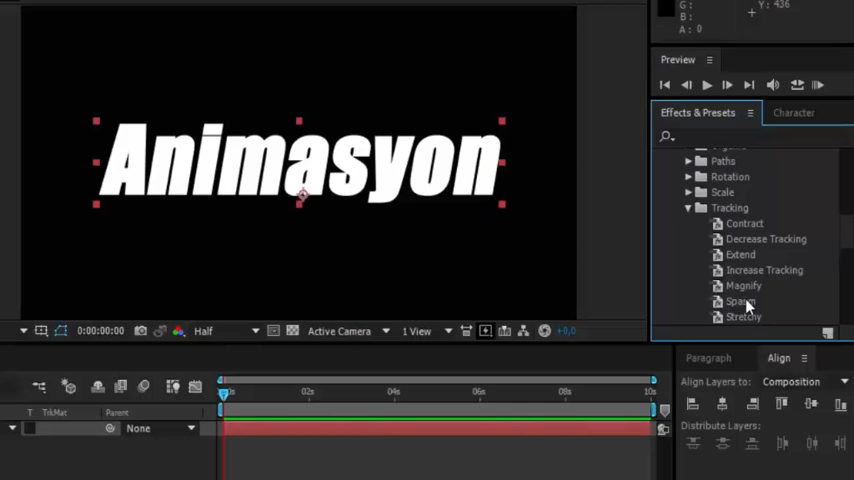 G :
B :
A : 0
Y : 436
Preview
Effects & Presets
Character
Paths
Rotation
Scale
Tracking
Contract
Decrease Tracking
Extend
Increase Tracking
Magnify
Stretchy
Animasyon
0:00:00:00
Half
Active Camera
1 View
+0,0
Paragraph
Align
Align Layers to:
Composition
Distribute Layers:
02s
04s
06s
08s
10s
T TrkMat
Parent
None